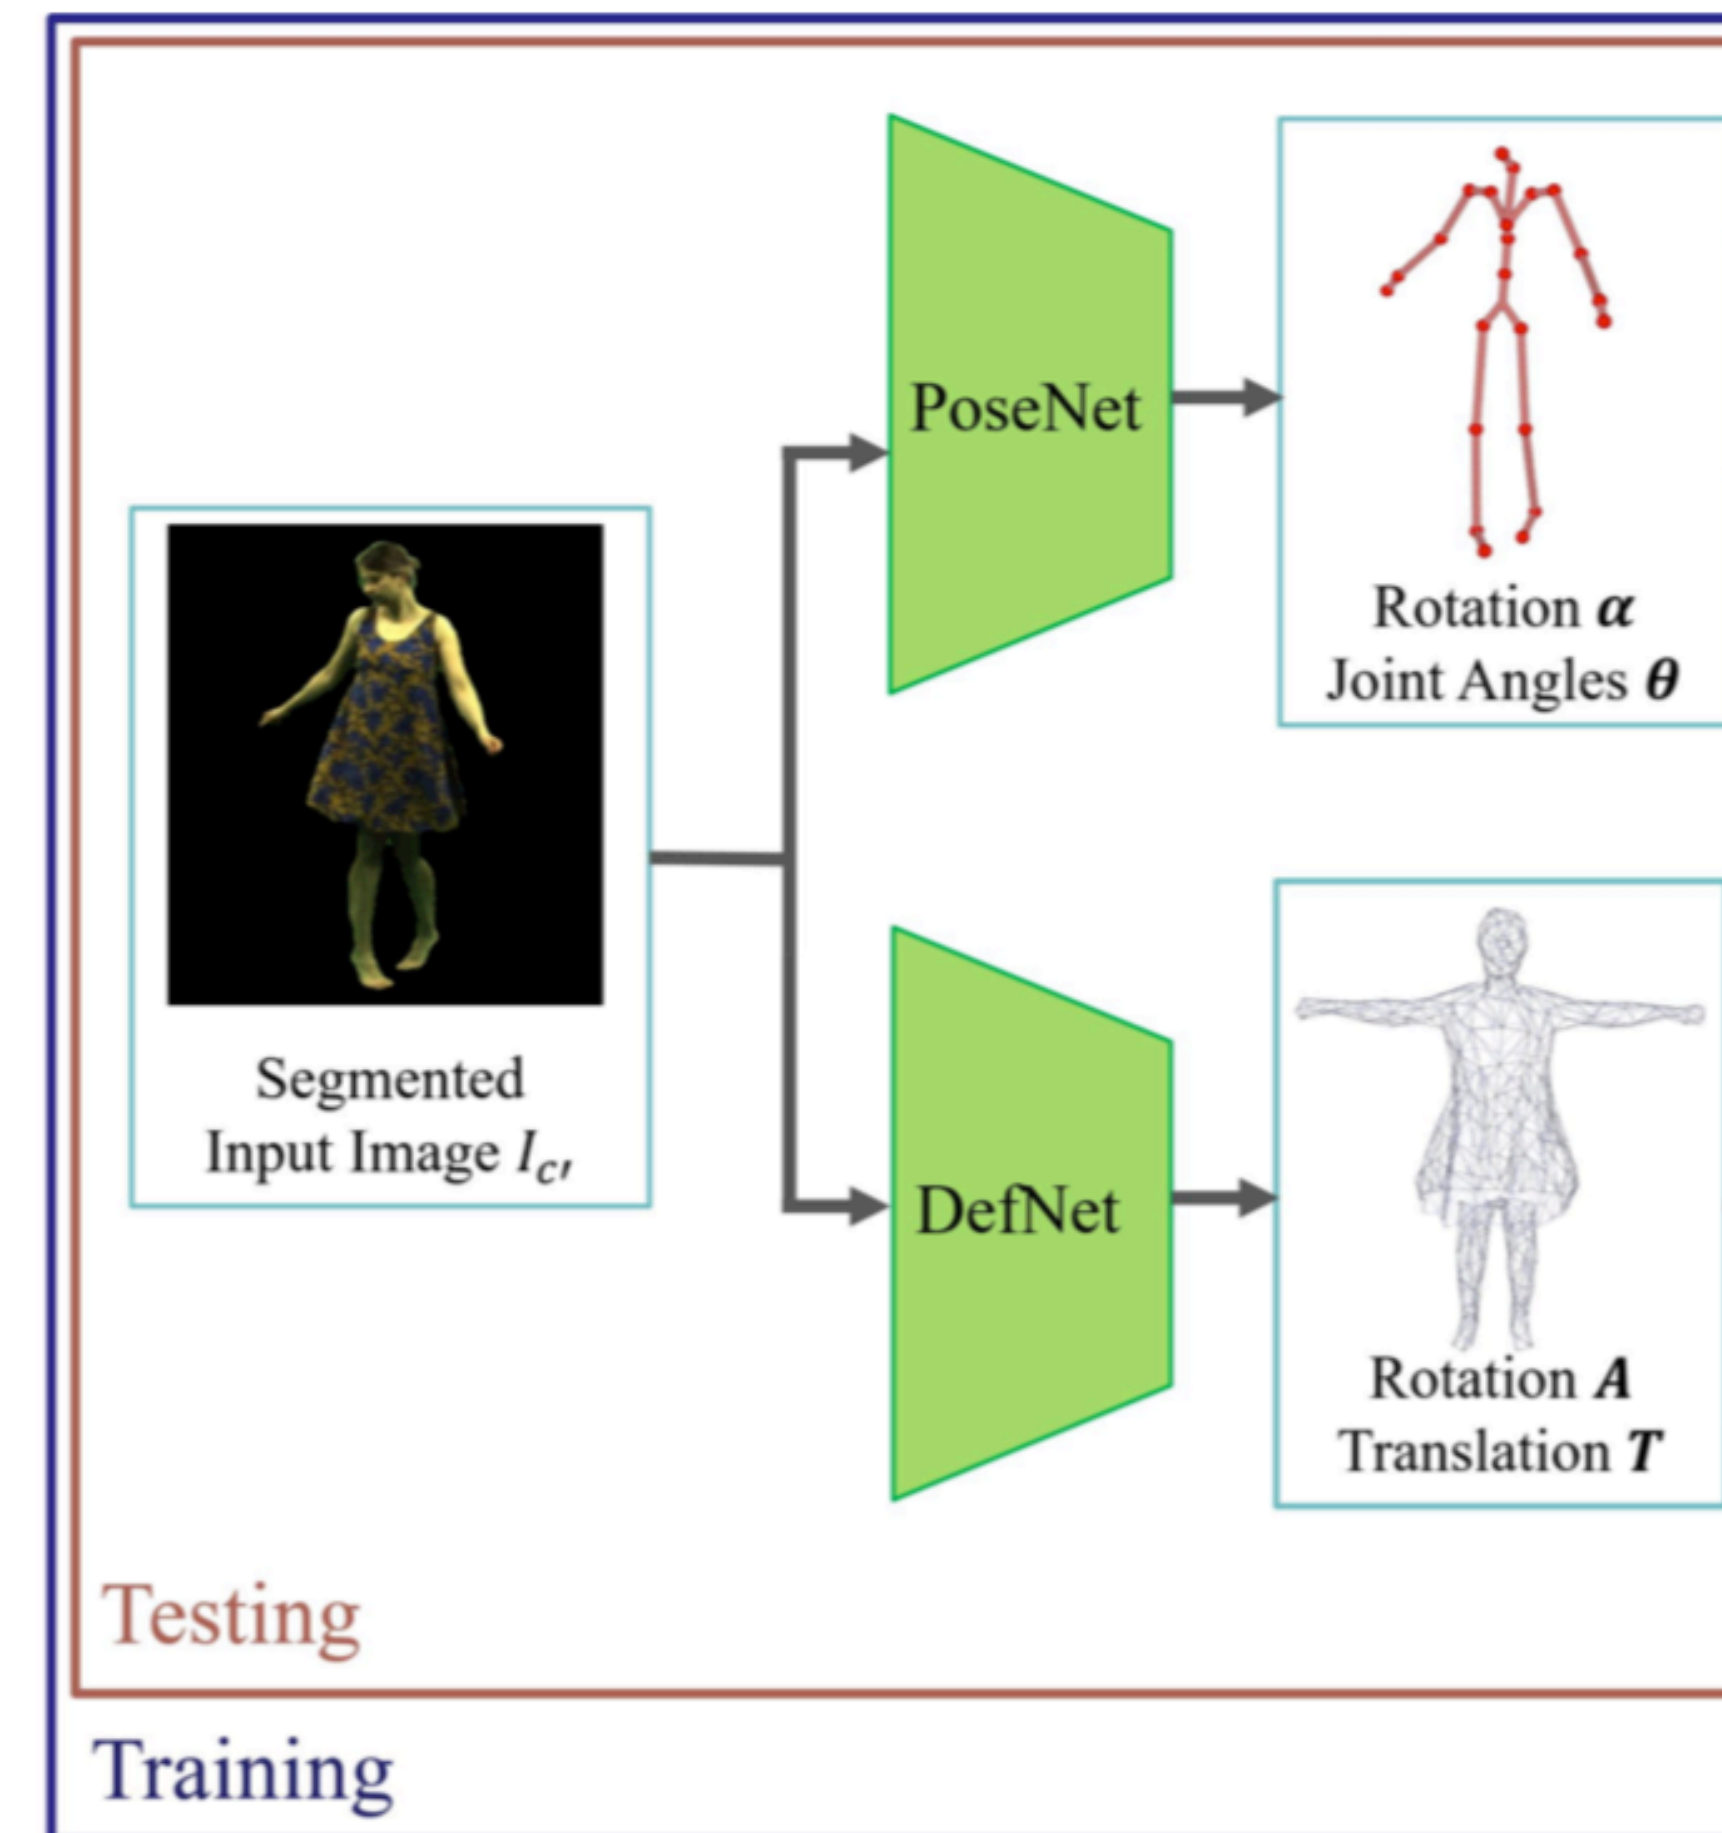 PoseNet
Rotation α
Joint Angles θ
Segmented
Input Image I_c′
DefNet
Rotation A
Translation T
Testing
Training